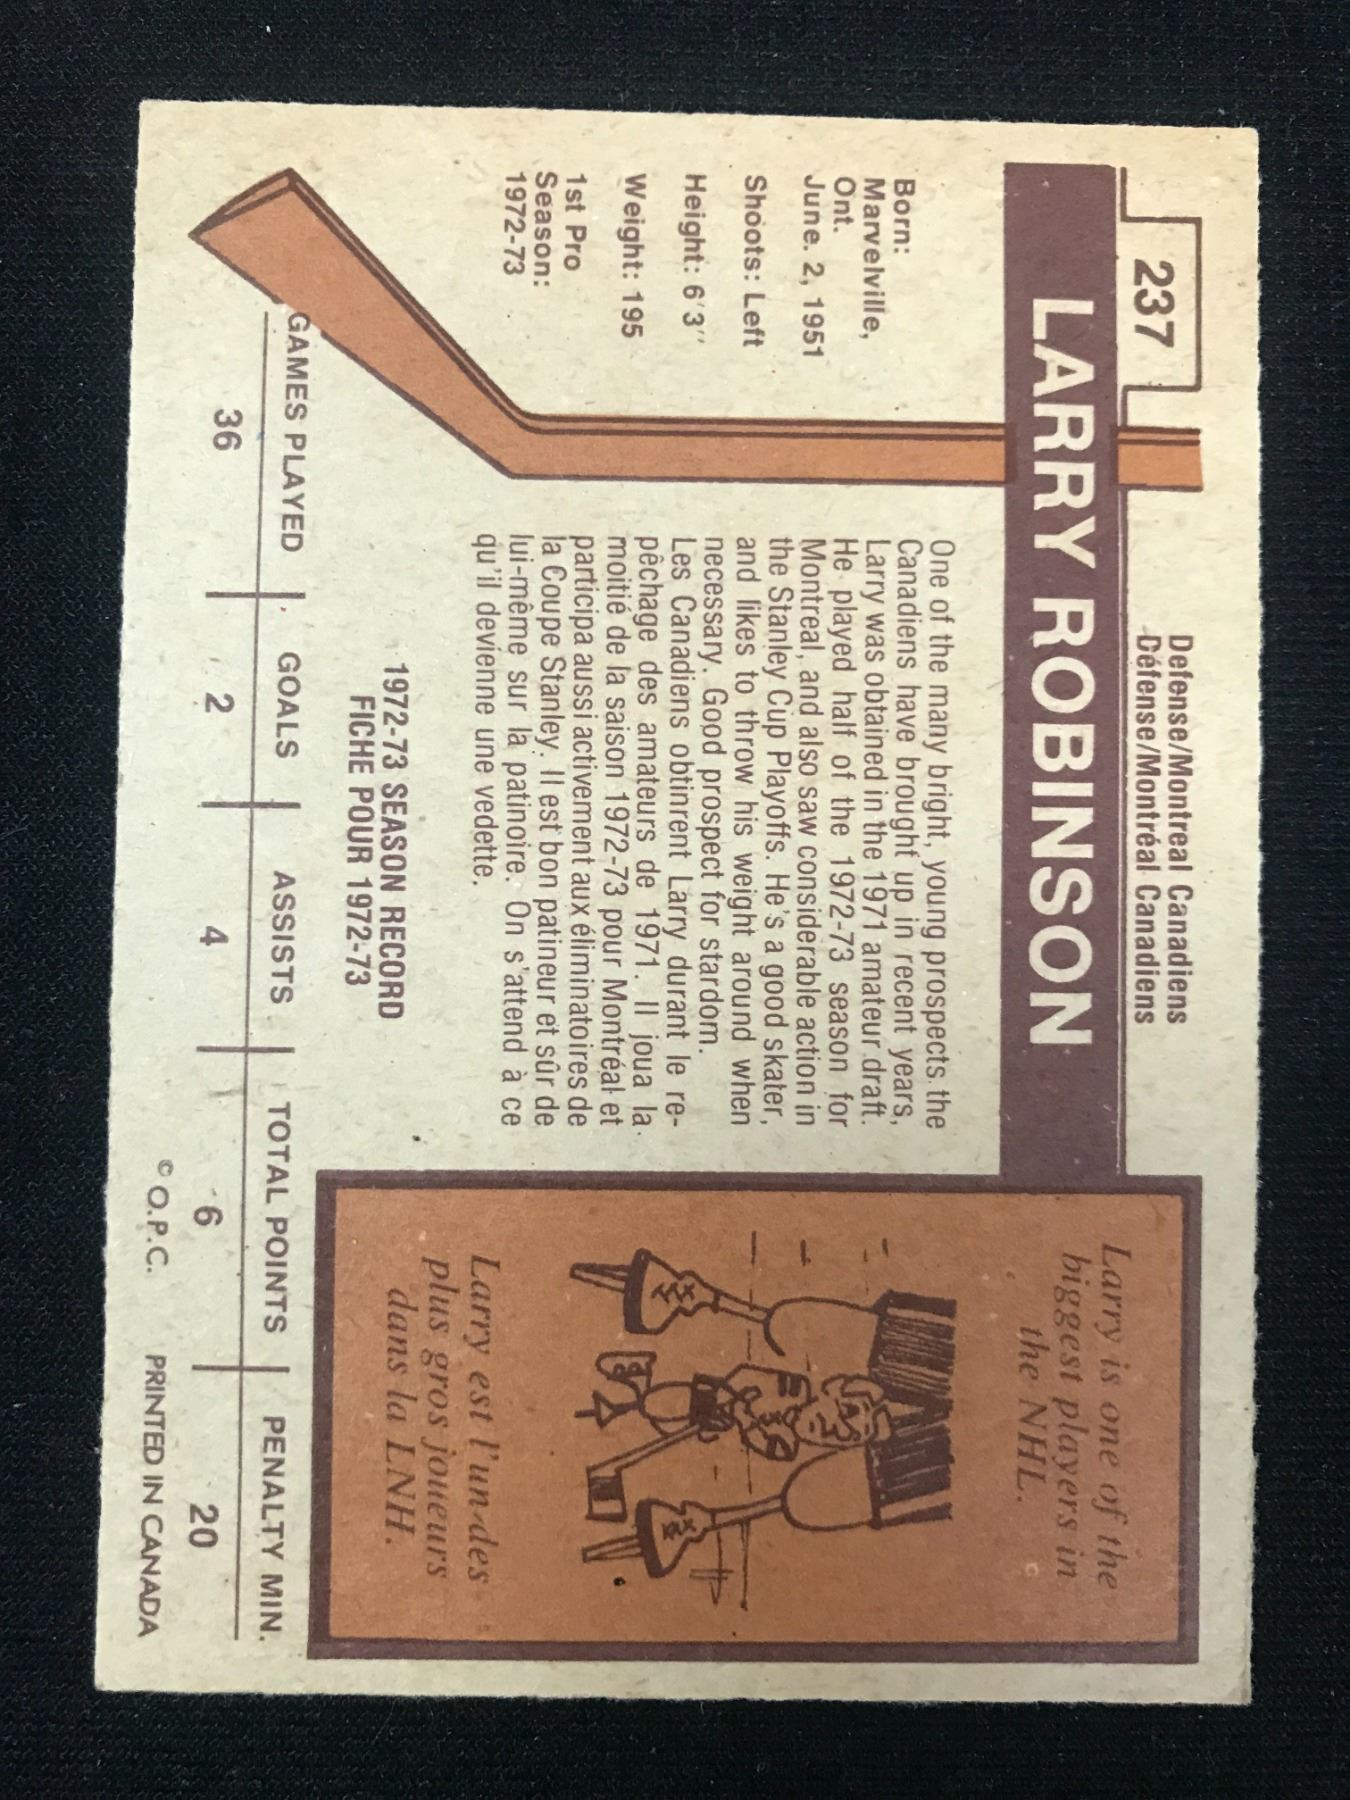 237
Defense/Montreal Canadiens
Défense/Montréal Canadiens
LARRY ROBINSON
Born:
Marvelville,
Ont.
June. 2, 1951
Shoots: Left
Height: 6'3''
Weight: 195
1st Pro
Season:
1972-73
One of the many bright, young prospects the
Canadiens have brought up in recent years,
Larry was obtained in the 1971 amateur draft.
He played half of the 1972-73 season for
Montreal, and also saw considerable action in
the Stanley Cup Playoffs. He's a good skater,
and likes to throw his weight around when
necessary. Good prospect for stardom.
Les Canadiens obtinrent Larry durant le re-
pêchage des amateurs de 1971. Il joua la
moitié de la saison 1972-73 pour Montréal et
participa aussi activement aux éliminatoires de
la Coupe Stanley. Il est bon patineur et sûr de
lui-même sur la patinoire. On s'attend à ce
qu'il devienne une vedette.
Larry is one of the
biggest players in
the NHL.
Larry est l'un des
plus gros joueurs
dans la LNH.
1972-73 SEASON RECORD
FICHE POUR 1972-73
GAMES PLAYED GOALS ASSISTS TOTAL POINTS PENALTY MIN.
36 2 4 6 20
© O.P.C. PRINTED IN CANADA